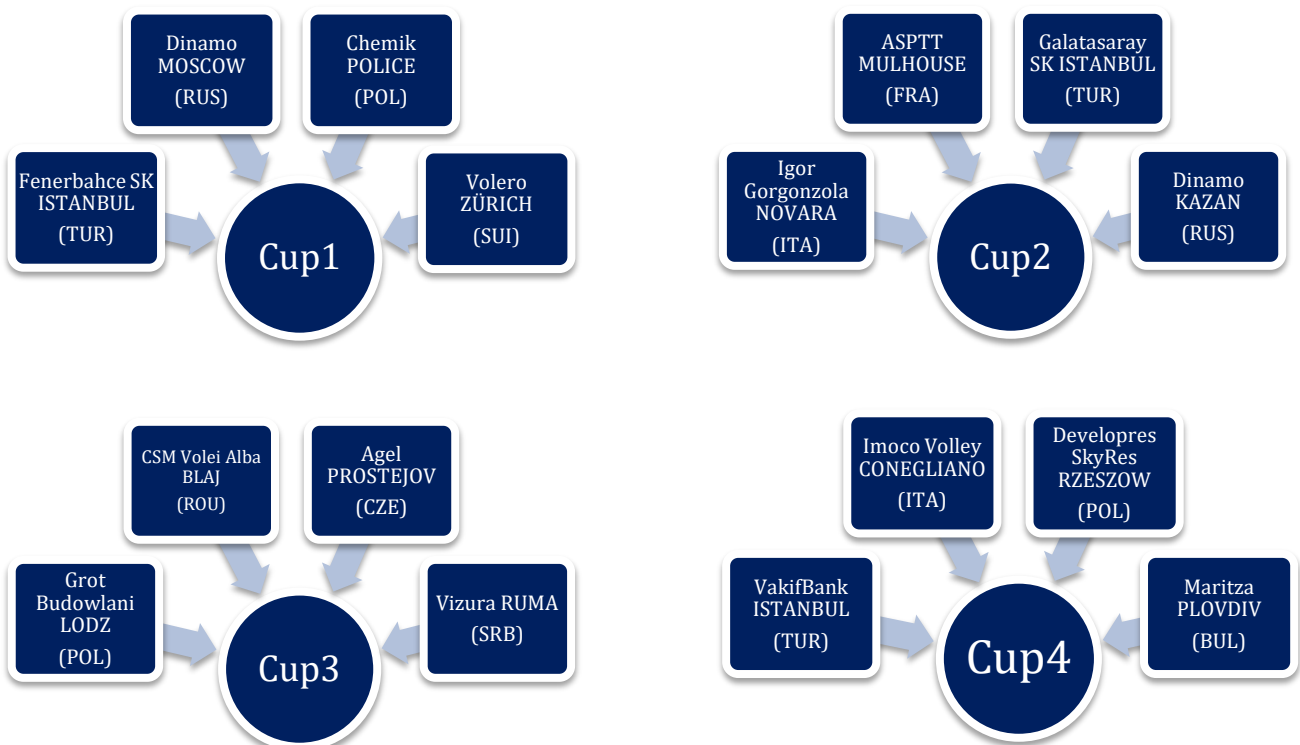 Dinamo
MOSCOW
(RUS)
Chemik
POLICE
(POL)
Fenerbahce SK
ISTANBUL
(TUR)
Volero
ZÜRICH
(SUI)
Cup1
ASPTT
MULHOUSE
(FRA)
Galatasaray
SK ISTANBUL
(TUR)
Igor
Gorgonzola
NOVARA
(ITA)
Dinamo
KAZAN
(RUS)
Cup2
CSM Volei Alba
BLAJ
(ROU)
Agel
PROSTEJOV
(CZE)
Grot
Budowlani
LODZ
(POL)
Vizura RUMA
(SRB)
Cup3
Imoco Volley
CONEGLIANO
(ITA)
Developres
SkyRes
RZESZOW
(POL)
VakifBank
ISTANBUL
(TUR)
Maritza
PLOVDIV
(BUL)
Cup4